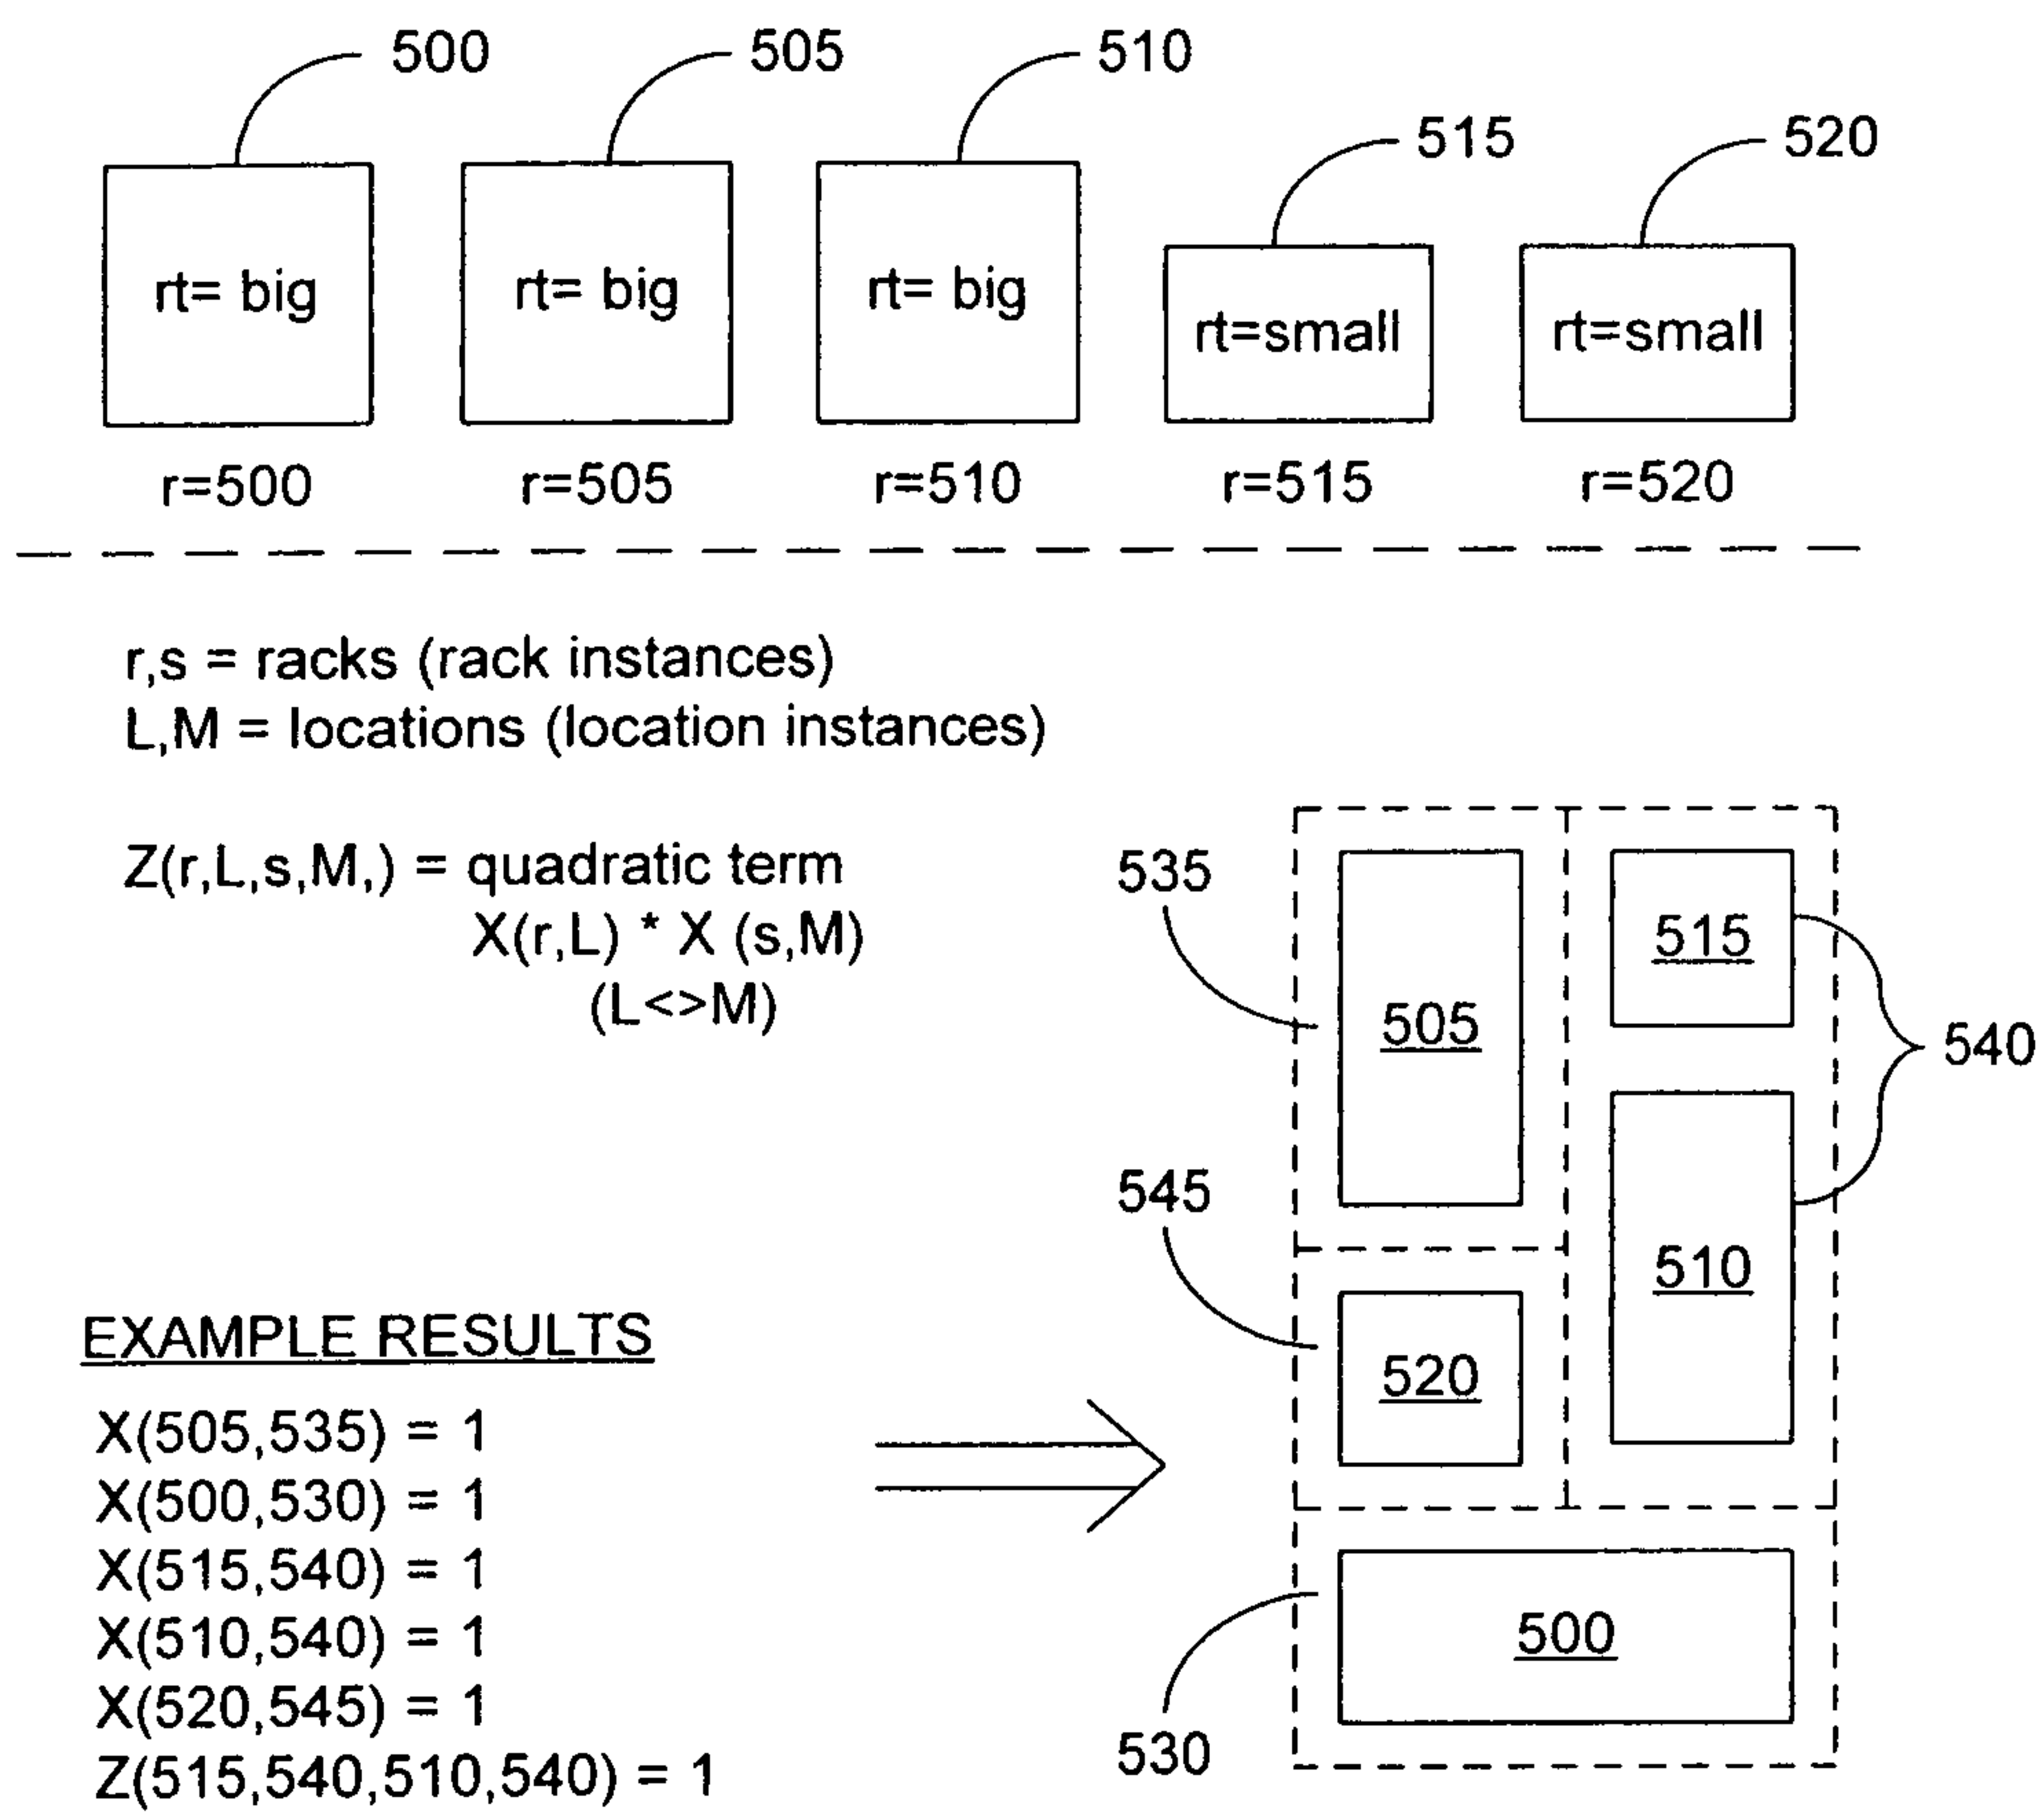 500 505 510
515 520
rt= big rt= big rt= big rt=small rt=small
r=500 r=505 r=510 r=515 r=520
r,s = racks (rack instances)
L,M = locations (location instances)
Z(r,L,s,M,) = quadratic term
X(r,L) * X (s,M)
(L<>M)
535
515
505
540
545
510
520
500
530
EXAMPLE RESULTS
X(505,535) = 1
X(500,530) = 1
X(515,540) = 1
X(510,540) = 1
X(520,545) = 1
Z(515,540,510,540) = 1